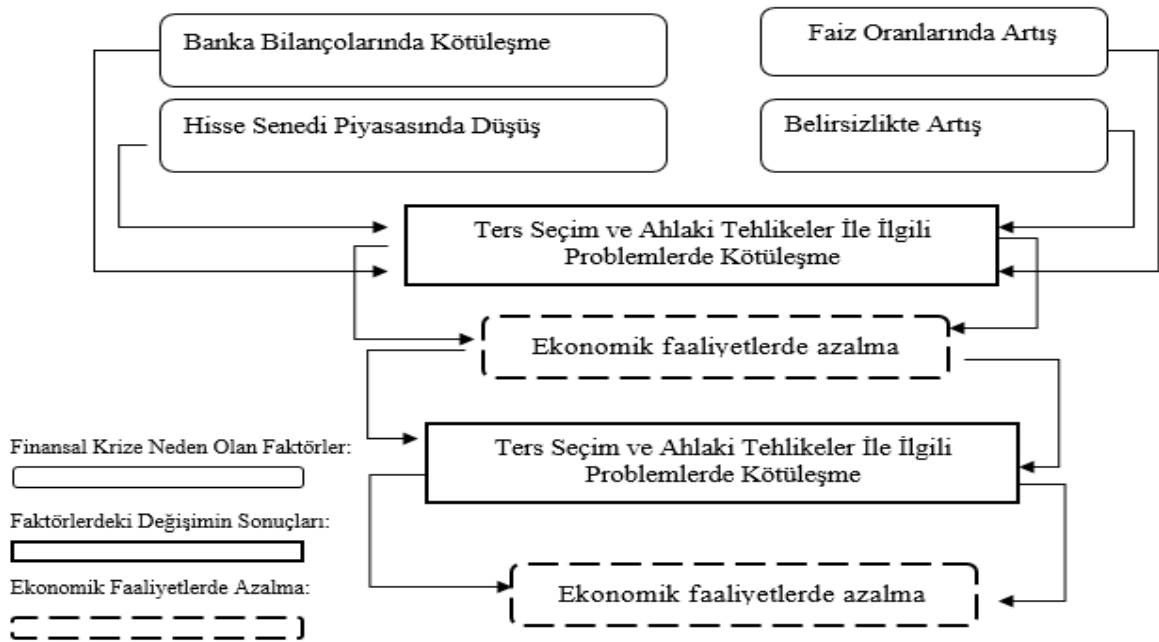 Banka Bilançolarında Kötüleşme
Faiz Oranlarında Artış
Hisse Senedi Piyasasında Düşüş
Belirsizlikte Artış
Ters Seçim ve Ahlaki Tehlikeler İle İlgili
Problemlerde Kötüleşme
Ekonomik faaliyetlerde azalma
Ters Seçim ve Ahlaki Tehlikeler İle İlgili
Problemlerde Kötüleşme
Ekonomik faaliyetlerde azalma
Finansal Krize Neden Olan Faktörler:
Faktörlerdeki Değişimin Sonuçları:
Ekonomik Faaliyetlerde Azalma: